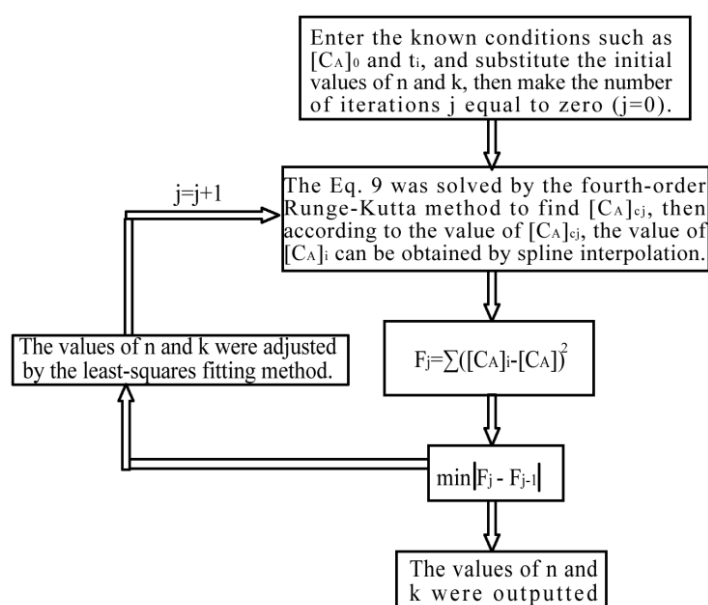 Enter the known conditions such as
[CA]0 and ti, and substitute the initial
values of n and k, then make the number
of iterations j equal to zero (j=0).
j=j+1
The Eq. 9 was solved by the fourth-order
Runge-Kutta method to find [CA]cj, then
according to the value of [CA]cj, the value of
[CA]i can be obtained by spline interpolation.
The values of n and k were adjusted
by the least-squares fitting method.
Fj=∑([CA]i-[CA])²
min|Fj - Fj-1|
The values of n and
k were outputted